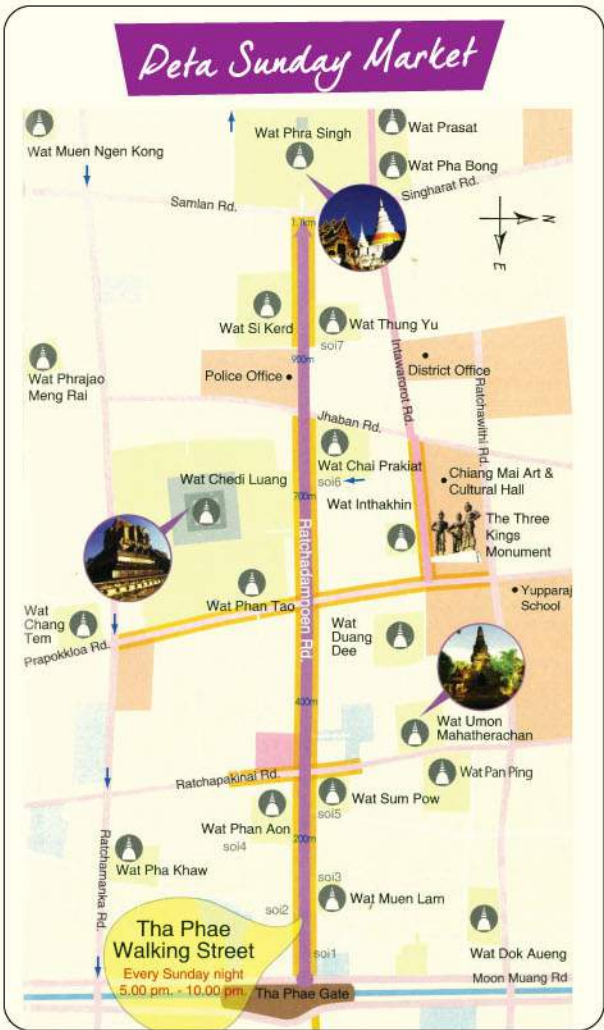 Deta Sunday Market
Wat Phra Singh
Wat Prasat
Wat Muen Ngen Kong
Wat Pha Bong
Singharat Rd.
Samlan Rd.
1.1km
N
E
Wat Si Kerd
Wat Thung Yu
soi7
900m
Intawarorot Rd.
District Office
Ratchawithi Rd.
Wat Phrajao
Meng Rai
Police Office
Jhaban Rd.
Wat Chai Prakiat
soi6
Wat Chedi Luang
700m
Wat Inthakhin
Chiang Mai Art &
Cultural Hall
The Three
Kings
Monument
Ratchadampoen Rd.
Wat Phan Tao
Yupparaj
School
Wat
Chang
Tem
Wat
Duang
Dee
Prapokkloa Rd.
400m
Wat Umon
Mahatherachan
Ratchapakinai Rd.
Wat Pan Ping
Wat Sum Pow
soi5
Wat Phan Aon
soi4
200m
Ratchamanka Rd.
Wat Pha Khaw
soi3
Wat Muen Lam
soi2
Tha Phae
Walking Street
Every Sunday night
5.00 pm. - 10.00 pm.
soi1
Wat Dok Aueng
Moon Muang Rd
Tha Phae Gate